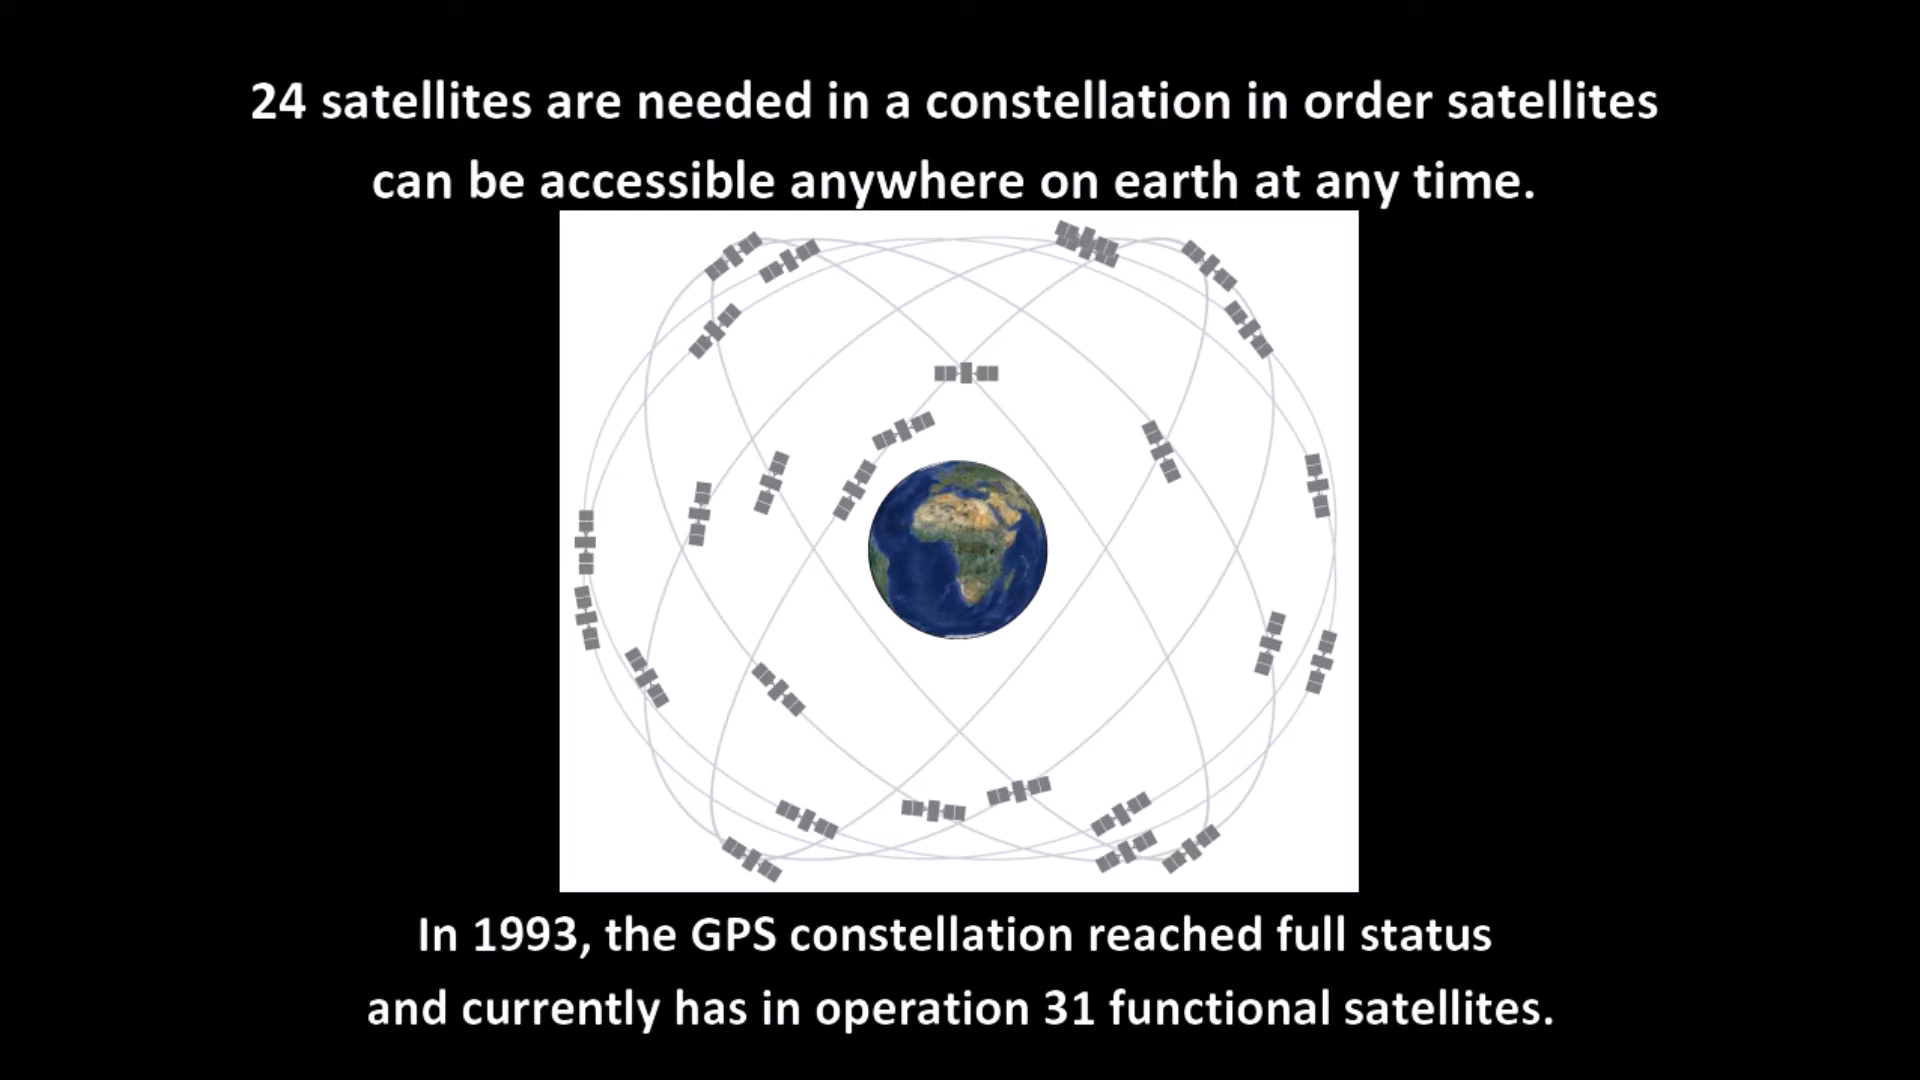 24 satellites are needed in a constellation in order satellites
can be accessible anywhere on earth at any time.
In 1993, the GPS constellation reached full status
and currently has in operation 31 functional satellites.